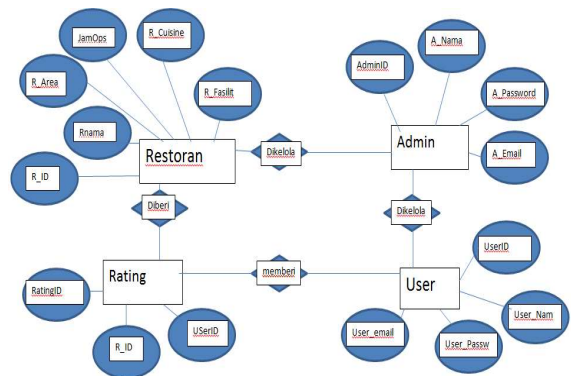 JamOps
R_Cuisine
R_Area
R_Fasilit
Rnama
R_ID
Restoran
Dikelola
Admin
AdminID
A_Nama
A_Password
A_Email
Diberi
Dikelola
Rating
memberi
User
RatingID
R_ID
USerID
UserID
User_Nam
User_Passw
User_email